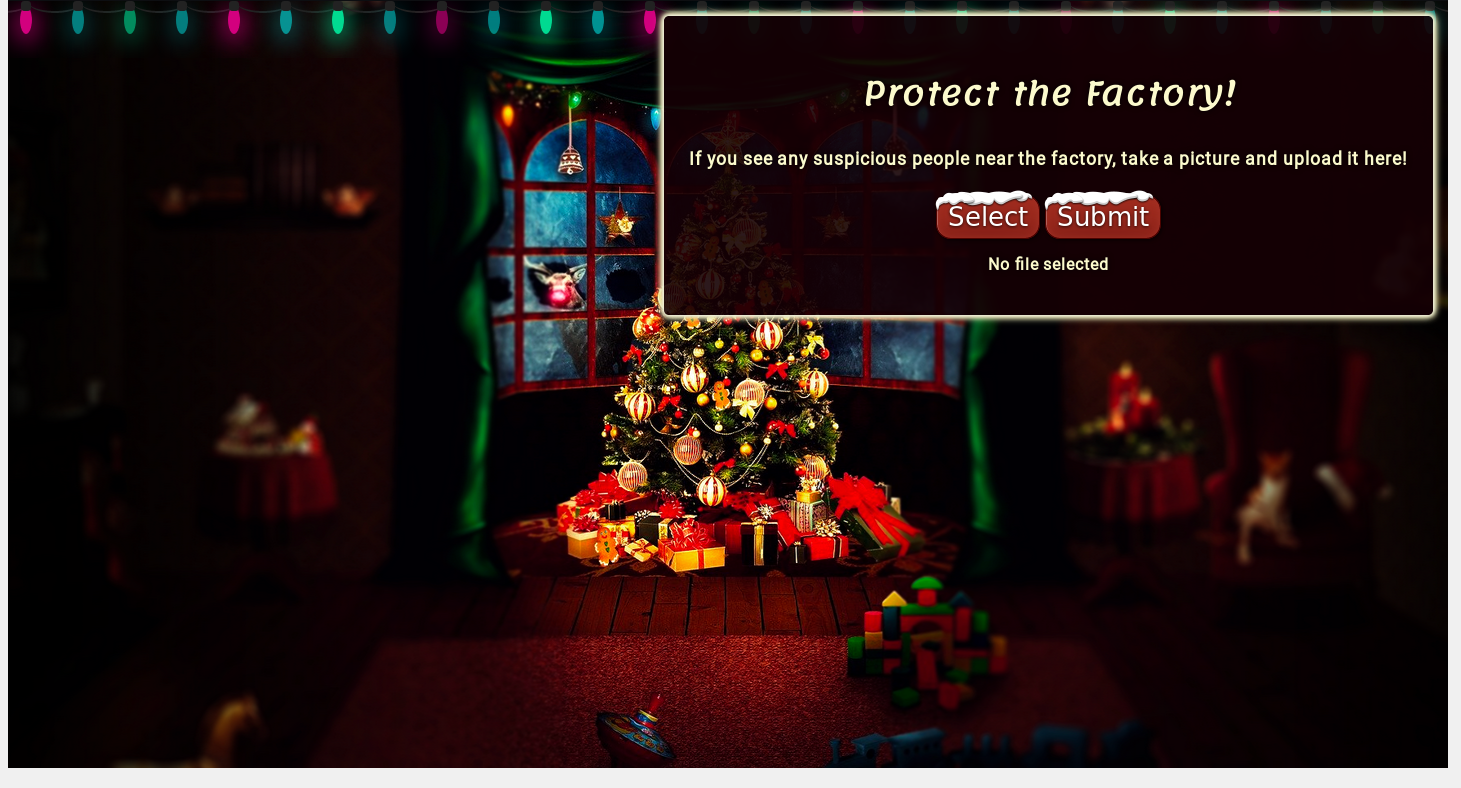 Protect the Factory!
If you see any suspicious people near the factory, take a picture and upload it here!
Select Submit
No file selected